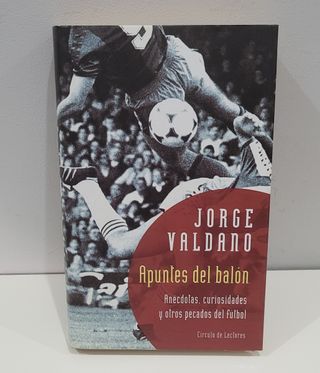 JORGE
VALDANO
Apuntes del balón
Anécdotas, curiosidades
y otros pecados del fútbol
Círculo de Lectores